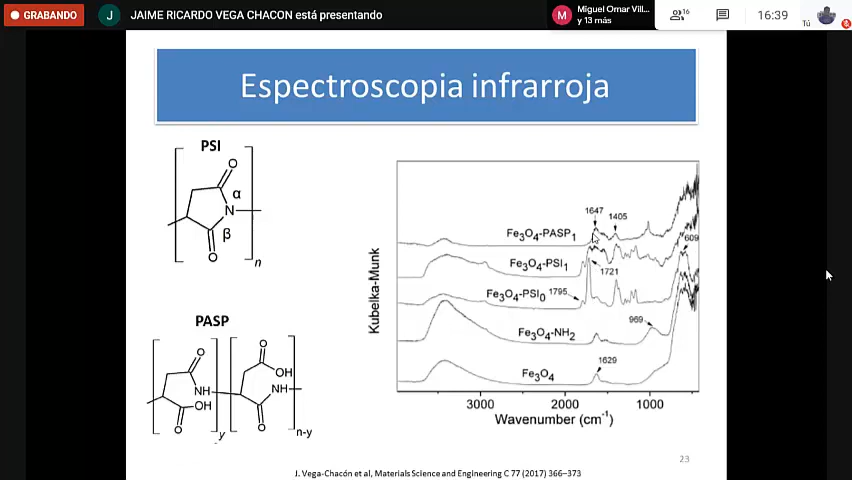 GRABANDO
J JAIME RICARDO VEGA CHACON está presentando
M Miguel Omar Vill...
y 13 más
16
16:39
Tú
Espectroscopia infrarroja
PSI
O
α
N
β
O
n
PASP
O
NH
OH
O
y
O
OH
NH
O
n-y
Kubelka-Munk
1647
1405
Fe₃O₄-PASP₁
609
Fe₃O₄-PSI₁
1721
Fe₃O₄-PSI₀ 1795
969
Fe₃O₄-NH₂
1629
Fe₃O₄
3000 2000 1000
Wavenumber (cm⁻¹)
23
J. Vega-Chacón et al, Materials Science and Engineering C 77 (2017) 366–373